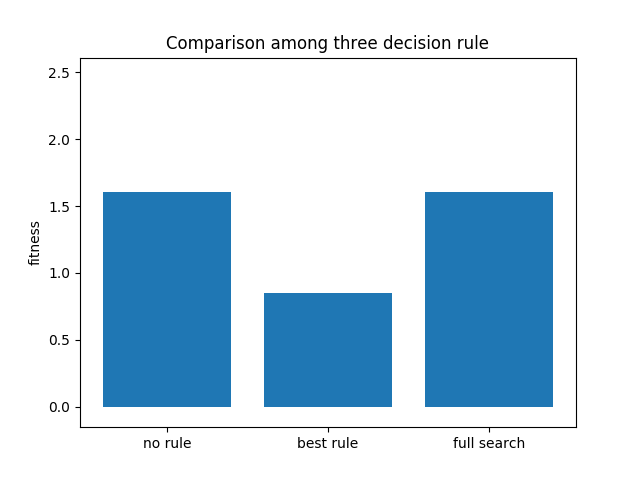 Comparison among three decision rule
2.5
2.0
1.5
1.0
0.5
0.0
fitness
no rule best rule full search